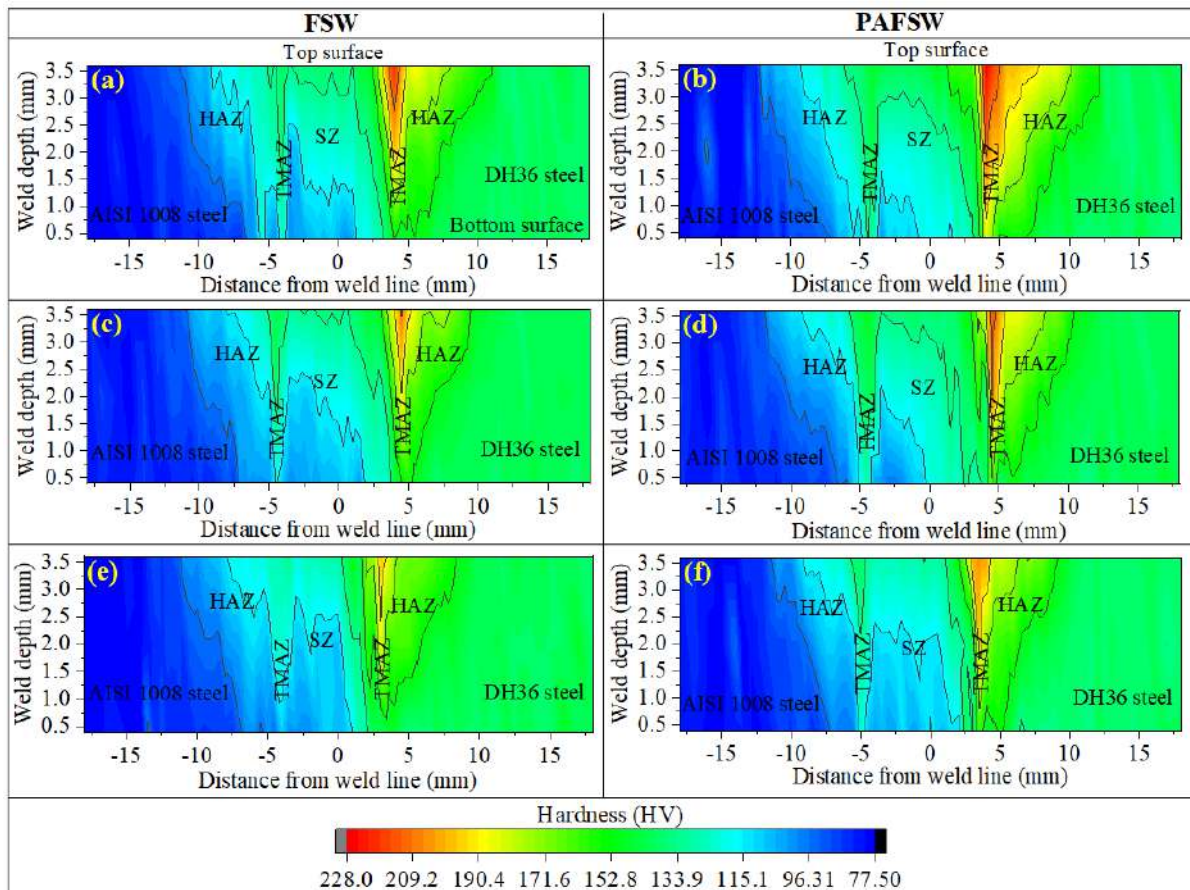 FSW
PAFSW
Top surface
Top surface
(a)
3.5
3.0
2.5
2.0
1.5
1.0
0.5
Weld depth (mm)
HAZ
SZ
HAZ
TMAZ
TMAZ
DH36 steel
AISI 1008 steel
Bottom surface
-15 -10 -5 0 5 10 15
Distance from weld line (mm)
(b)
3.5
3.0
2.5
2.0
1.5
1.0
0.5
Weld depth (mm)
HAZ
SZ
HAZ
TMAZ
TMAZ
DH36 steel
AISI 1008 steel
-15 -10 -5 0 5 10 15
Distance from weld line (mm)
(c)
3.5
3.0
2.5
2.0
1.5
1.0
0.5
Weld depth (mm)
HAZ
SZ
HAZ
TMAZ
TMAZ
AISI 1008 steel
DH36 steel
-15 -10 -5 0 5 10 15
Distance from weld line (mm)
(d)
3.5
3.0
2.5
2.0
1.5
1.0
0.5
Weld depth (mm)
HAZ
SZ
HAZ
TMAZ
TMAZ
AISI 1008 steel
DH36 steel
-15 -10 -5 0 5 10 15
Distance from weld line (mm)
(e)
3.5
3.0
2.5
2.0
1.5
1.0
0.5
Weld depth (mm)
HAZ
SZ
HAZ
TMAZ
TMAZ
AISI 1008 steel
DH36 steel
-15 -10 -5 0 5 10 15
Distance from weld line (mm)
(f)
3.5
3.0
2.5
2.0
1.5
1.0
0.5
Weld depth (mm)
HAZ
SZ
HAZ
TMAZ
TMAZ
AISI 1008 steel
DH36 steel
-15 -10 -5 0 5 10 15
Distance from weld line (mm)
Hardness (HV)
228.0 209.2 190.4 171.6 152.8 133.9 115.1 96.31 77.50